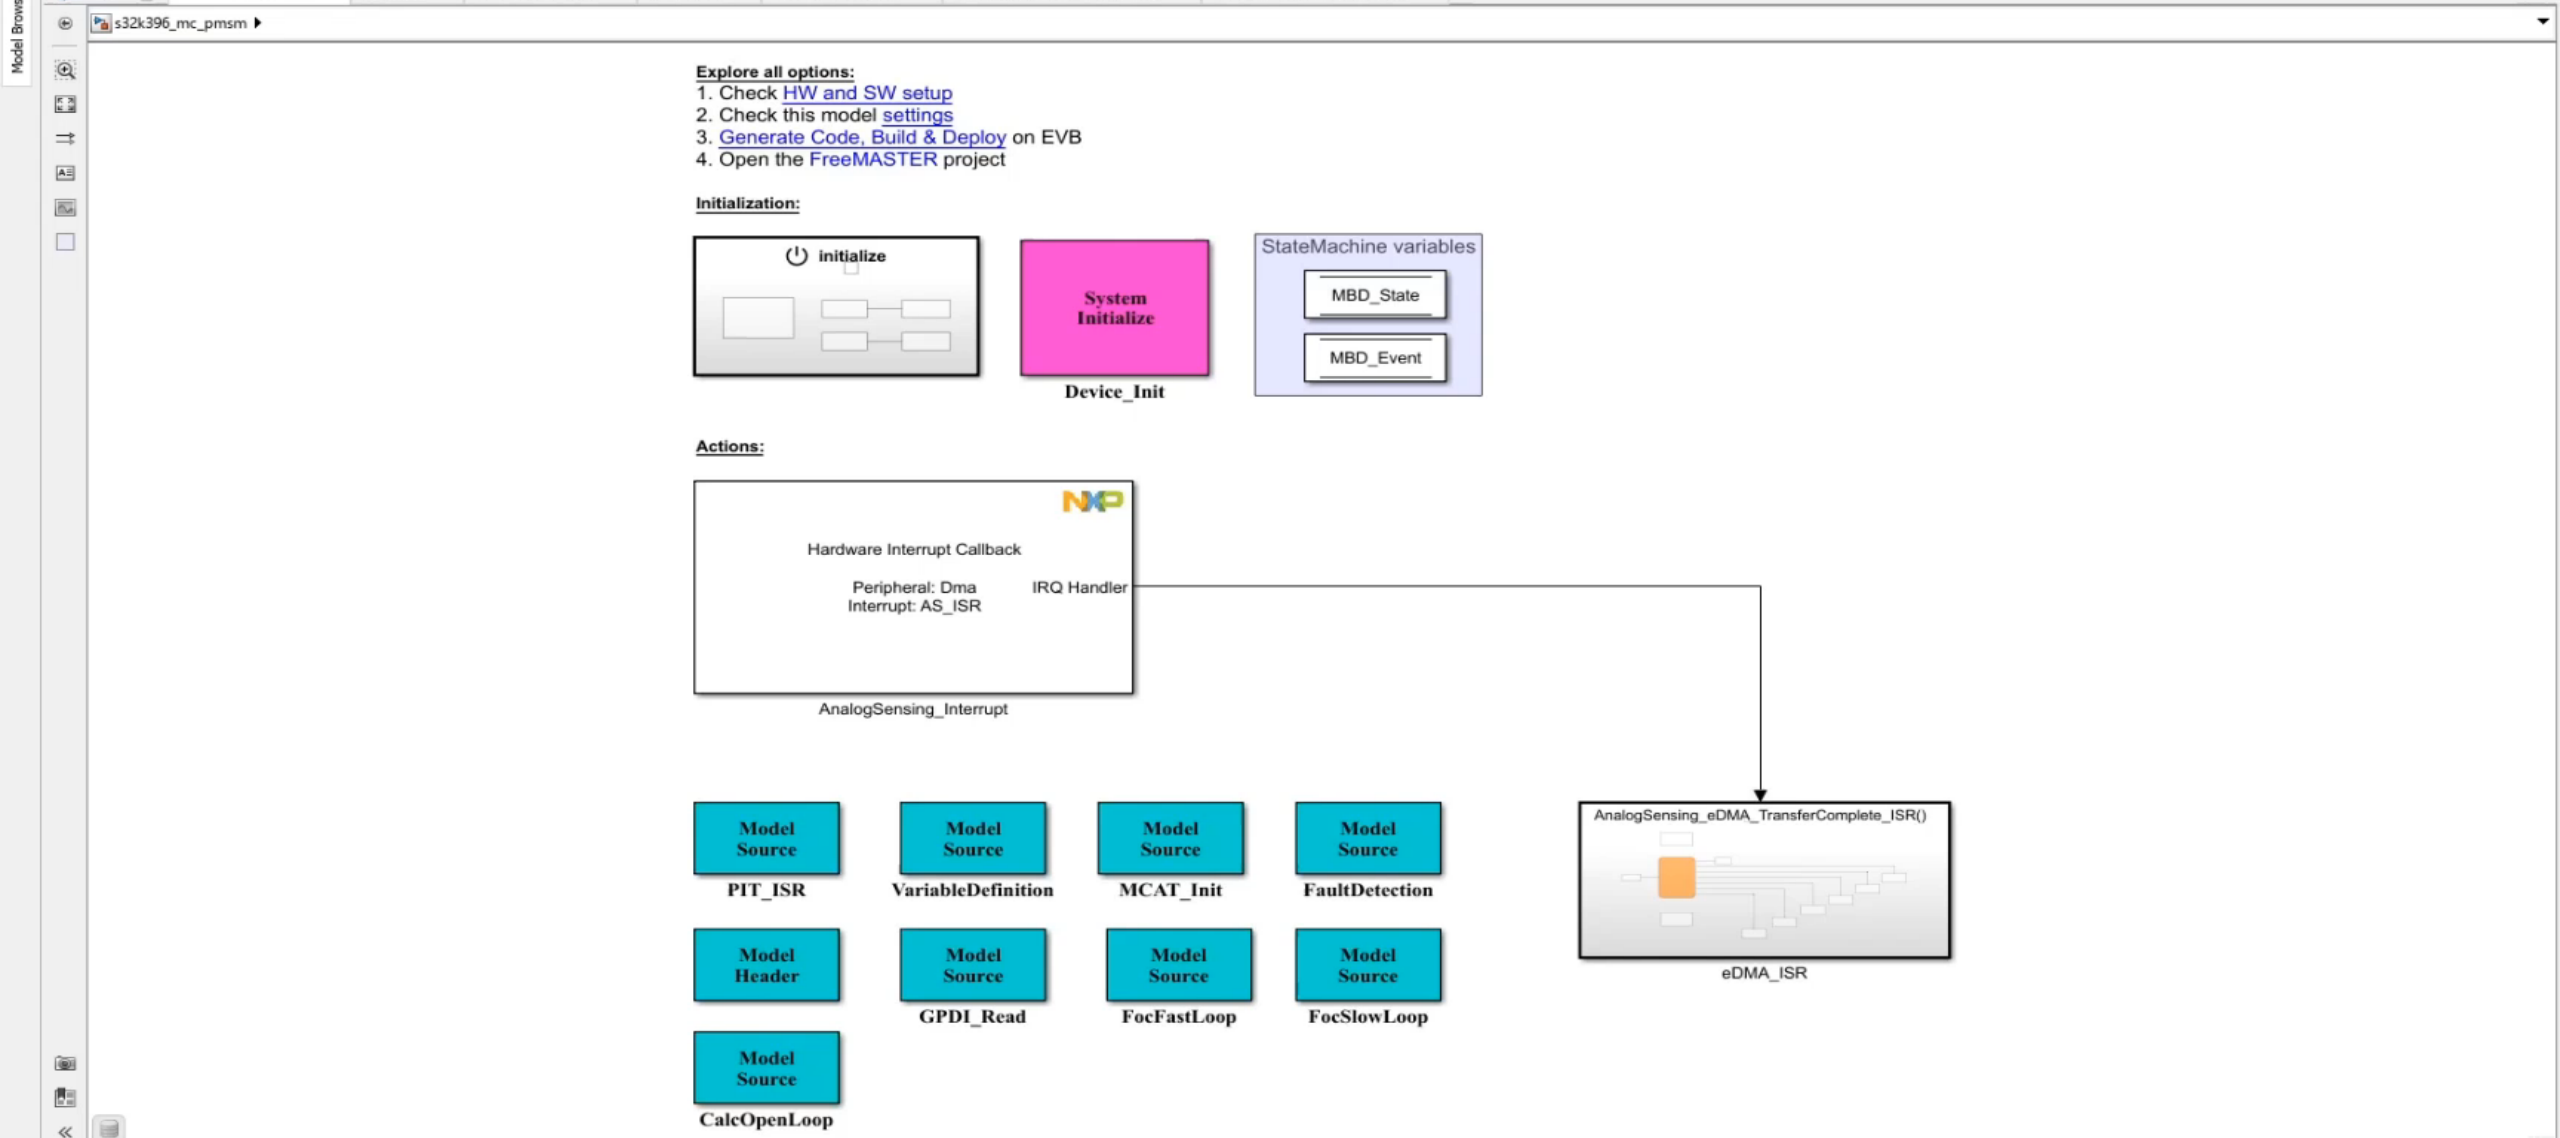 Model Brows
s32k396_mc_pmsm
Explore all options:
1. Check HW and SW setup
2. Check this model settings
3. Generate Code, Build & Deploy on EVB
4. Open the FreeMASTER project
Initialization:
initialize
System
Initialize
Device_Init
StateMachine variables
MBD_State
MBD_Event
Actions:
NXP
Hardware Interrupt Callback
Peripheral: Dma
Interrupt: AS_ISR
IRQ Handler
AnalogSensing_Interrupt
Model
Source
PIT_ISR
Model
Source
VariableDefinition
Model
Source
MCAT_Init
Model
Source
FaultDetection
AnalogSensing_eDMA_TransferComplete_ISR()
eDMA_ISR
Model
Header
Model
Source
GPDI_Read
Model
Source
FocFastLoop
Model
Source
FocSlowLoop
Model
Source
CalcOpenLoop